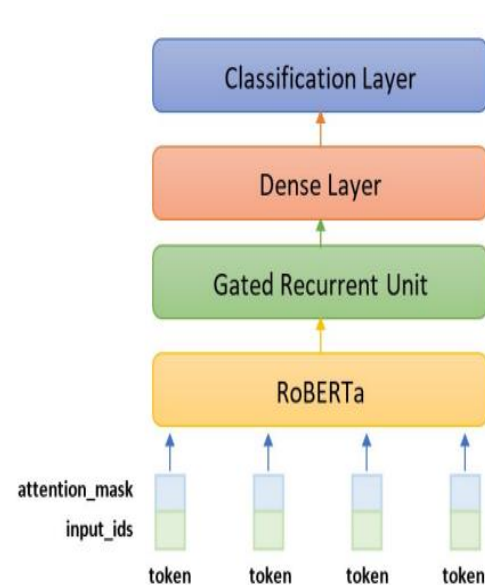 Classification Layer
Dense Layer
Gated Recurrent Unit
RoBERTa
attention_mask
input_ids
token token token token